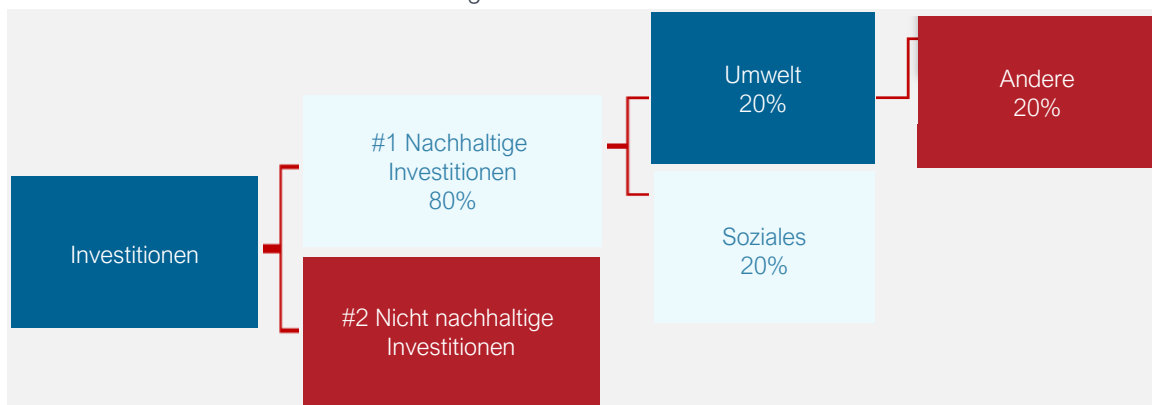 Investitionen
#1 Nachhaltige
Investitionen
80%
#2 Nicht nachhaltige
Investitionen
Umwelt
20%
Soziales
20%
Andere
20%